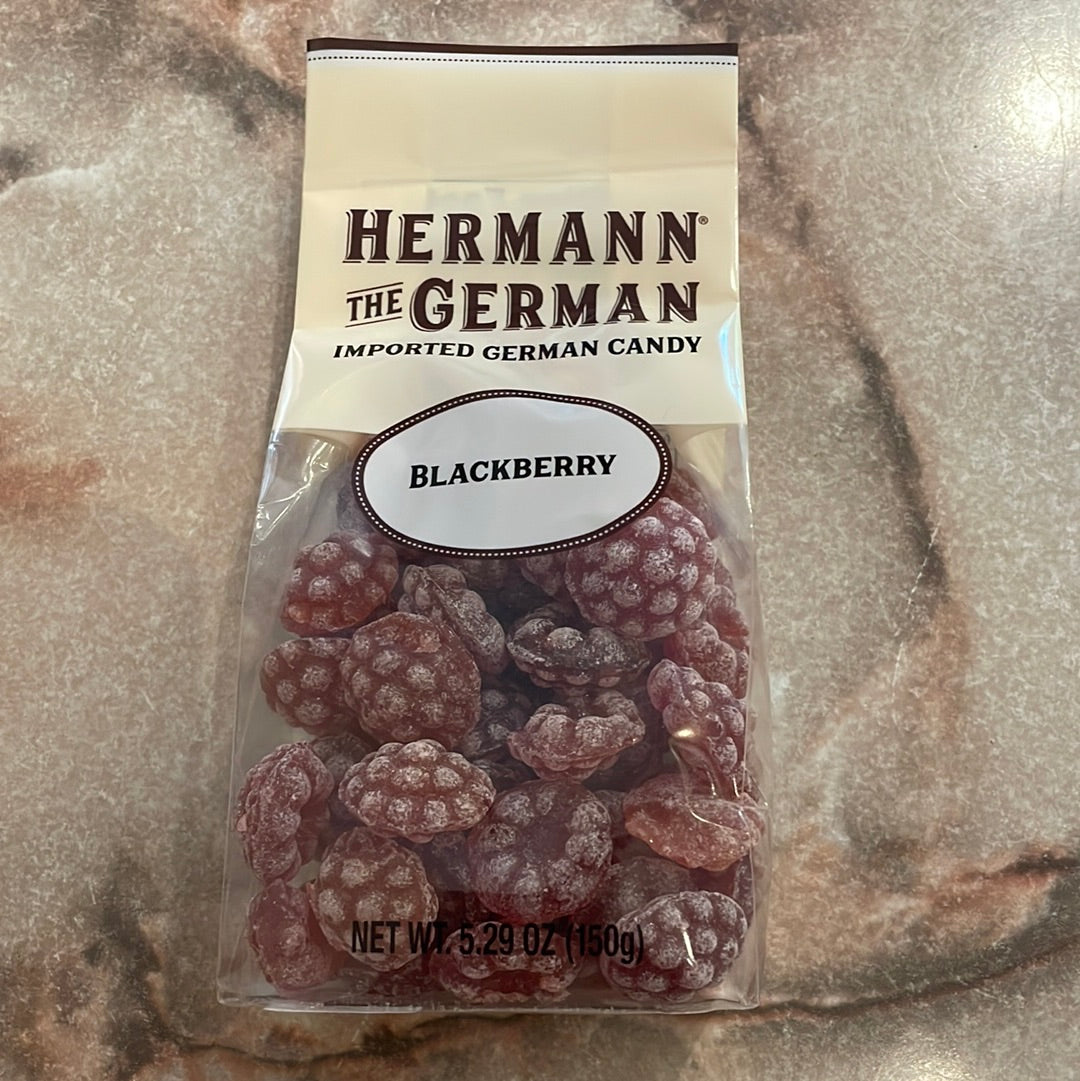 HERMANN®
THE GERMAN
IMPORTED GERMAN CANDY
BLACKBERRY
NET WT. 5.29 OZ (150g)